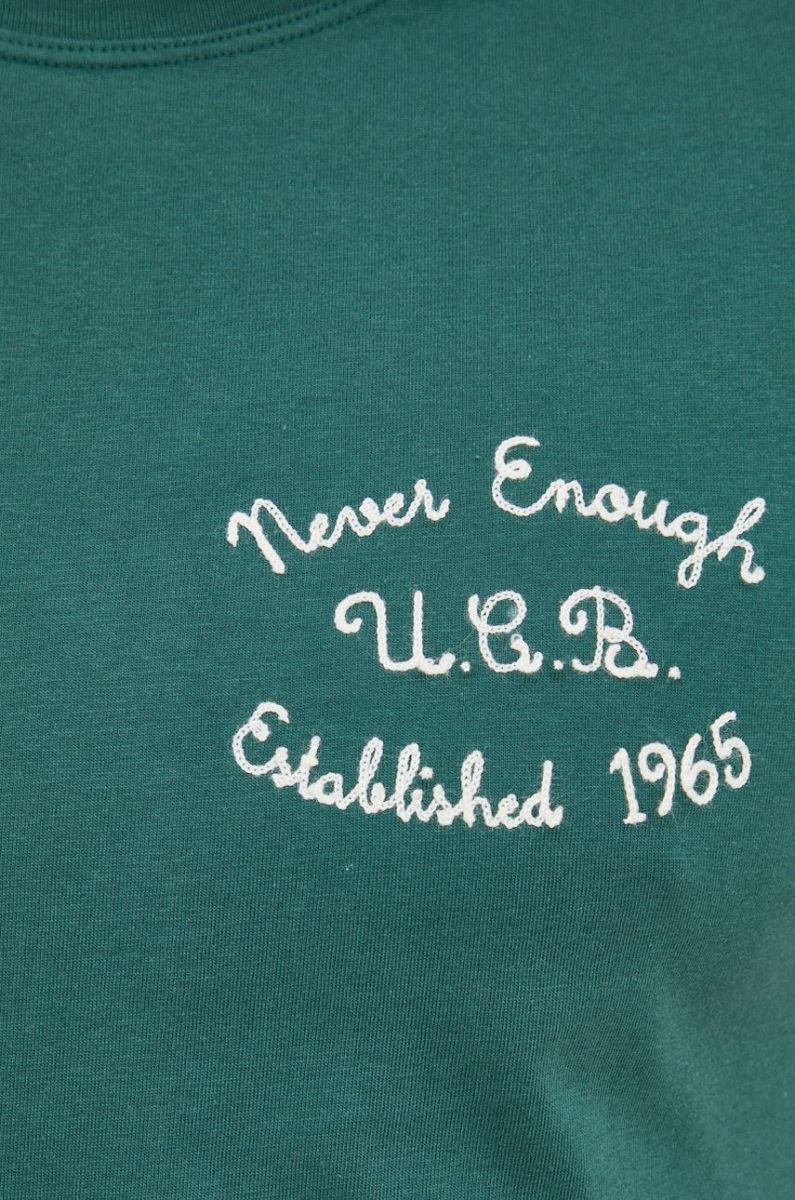 Never Enough
U.C.B.
Established 1965